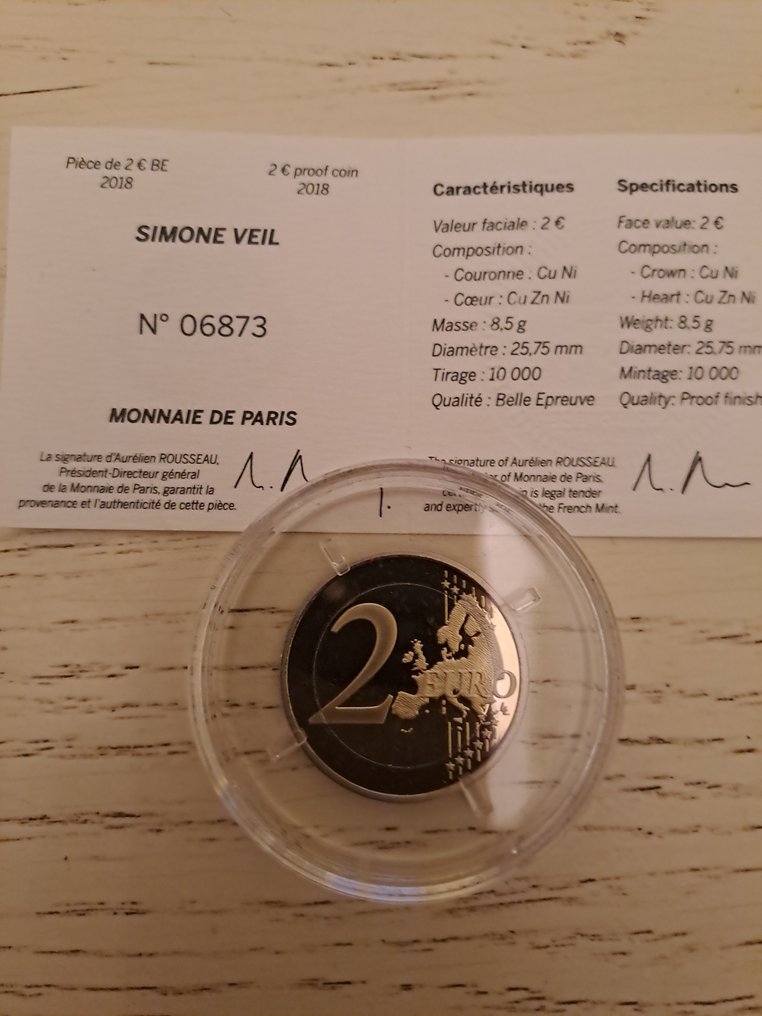 Pièce de 2 € BE
2018
2 € proof coin
2018
SIMONE VEIL
N° 06873
MONNAIE DE PARIS
La signature d'Aurélien ROUSSEAU,
Président-Directeur général
de la Monnaie de Paris, garantit la
provenance et l'authenticité de cette pièce.
Caractéristiques
Valeur faciale : 2 €
Composition :
- Couronne : Cu Ni
- Cœur : Cu Zn Ni
Masse : 8,5 g
Diamètre : 25,75 mm
Tirage : 10 000
Qualité : Belle Epreuve
Specifications
Face value: 2 €
Composition :
- Crown : Cu Ni
- Heart : Cu Zn Ni
Weight: 8,5 g
Diameter: 25,75 mm
Mintage: 10 000
Quality: Proof finish
The signature of Aurélien ROUSSEAU,
of Monnaie de Paris,
is legal tender
and expertly the French Mint.
2 EURO